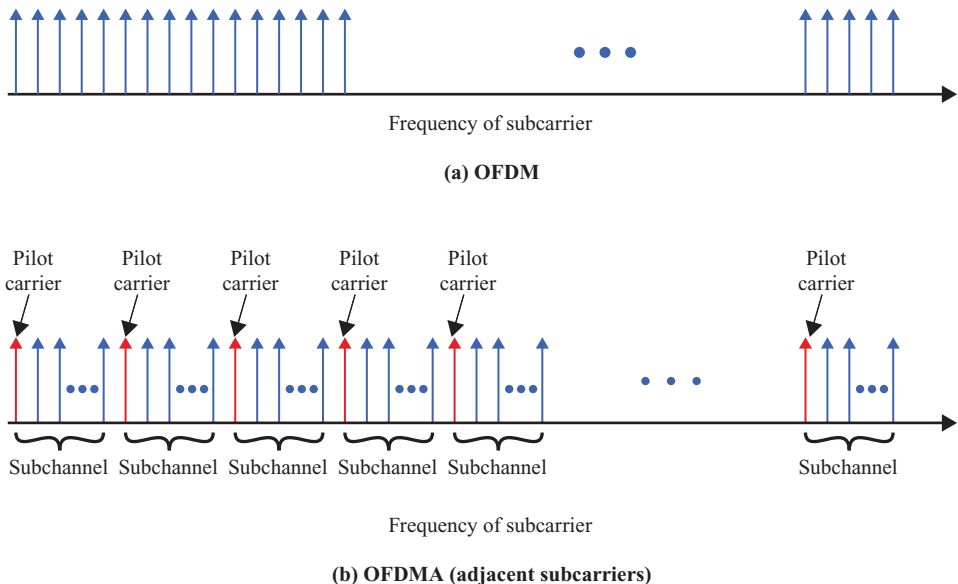 Frequency of subcarrier
(a) OFDM
Pilot carrier
Pilot carrier
Pilot carrier
Pilot carrier
Pilot carrier
Pilot carrier
Subchannel
Subchannel
Subchannel
Subchannel
Subchannel
Subchannel
Frequency of subcarrier
(b) OFDMA (adjacent subcarriers)